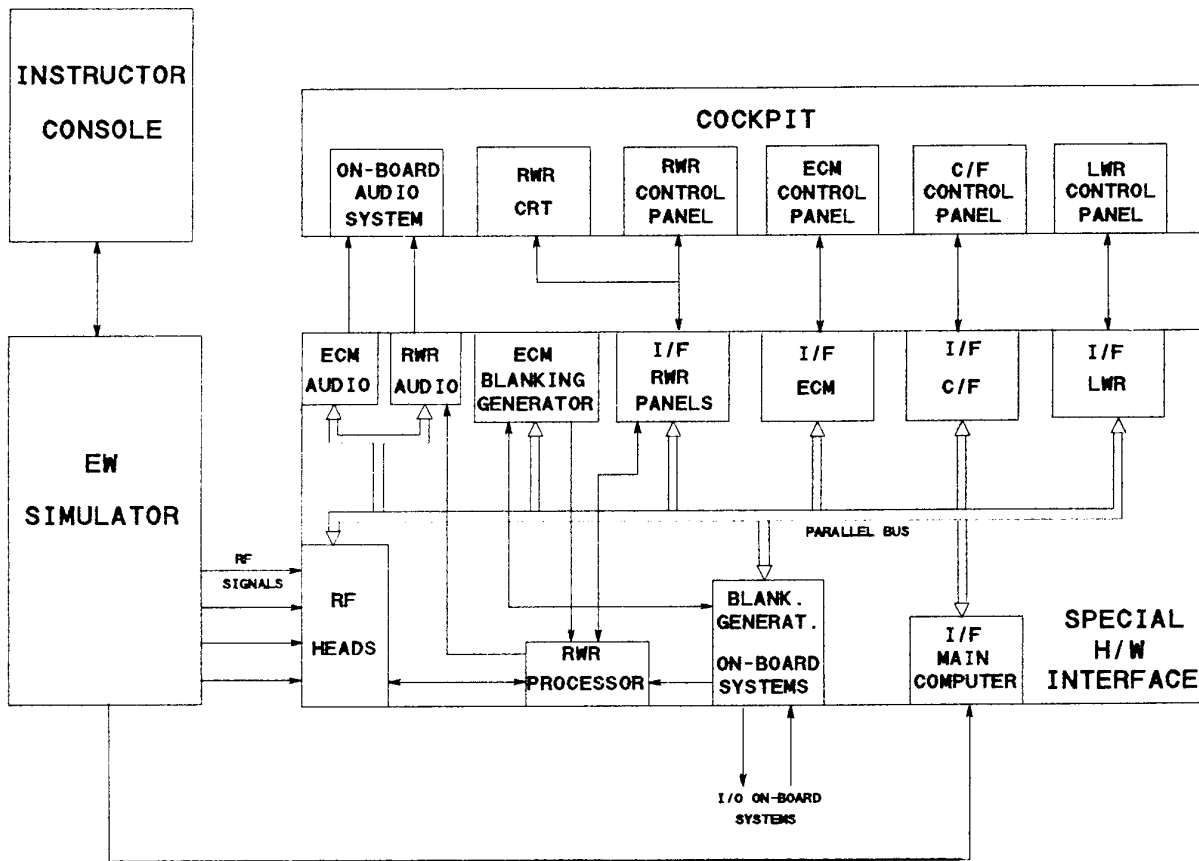 INSTRUCTOR
CONSOLE
COCKPIT
ON-BOARD
AUDIO
SYSTEM
RWR
CRT
RWR
CONTROL
PANEL
ECM
CONTROL
PANEL
C/F
CONTROL
PANEL
LWR
CONTROL
PANEL
EW
SIMULATOR
ECM
AUDIO
RWR
AUDIO
ECM
BLANKING
GENERATOR
I/F
RWR
PANELS
I/F
ECM
I/F
C/F
I/F
LWR
PARALLEL BUS
RF
SIGNALS
RF
HEADS
RWR
PROCESSOR
BLANK.
GENERAT.
ON-BOARD
SYSTEMS
I/F
MAIN
COMPUTER
SPECIAL
H/W
INTERFACE
I/O ON-BOARD
SYSTEMS